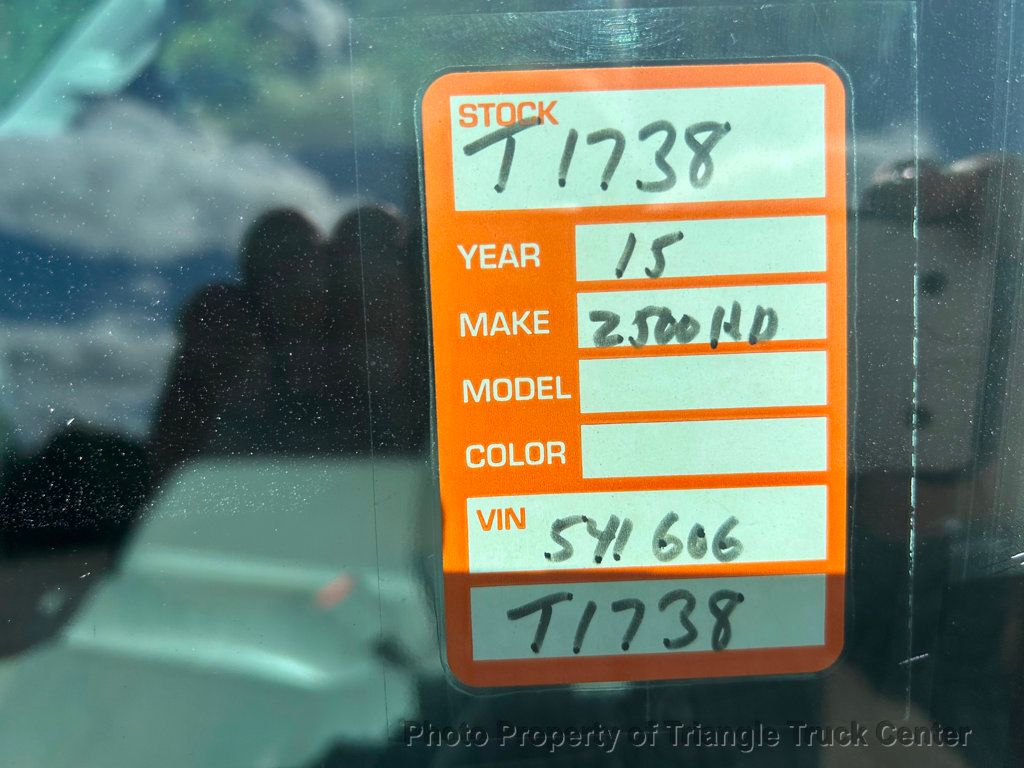 STOCK
T1738
YEAR 15
MAKE 2500HD
MODEL
COLOR
VIN 541606
T1738
Photo Property of Triangle Truck Center